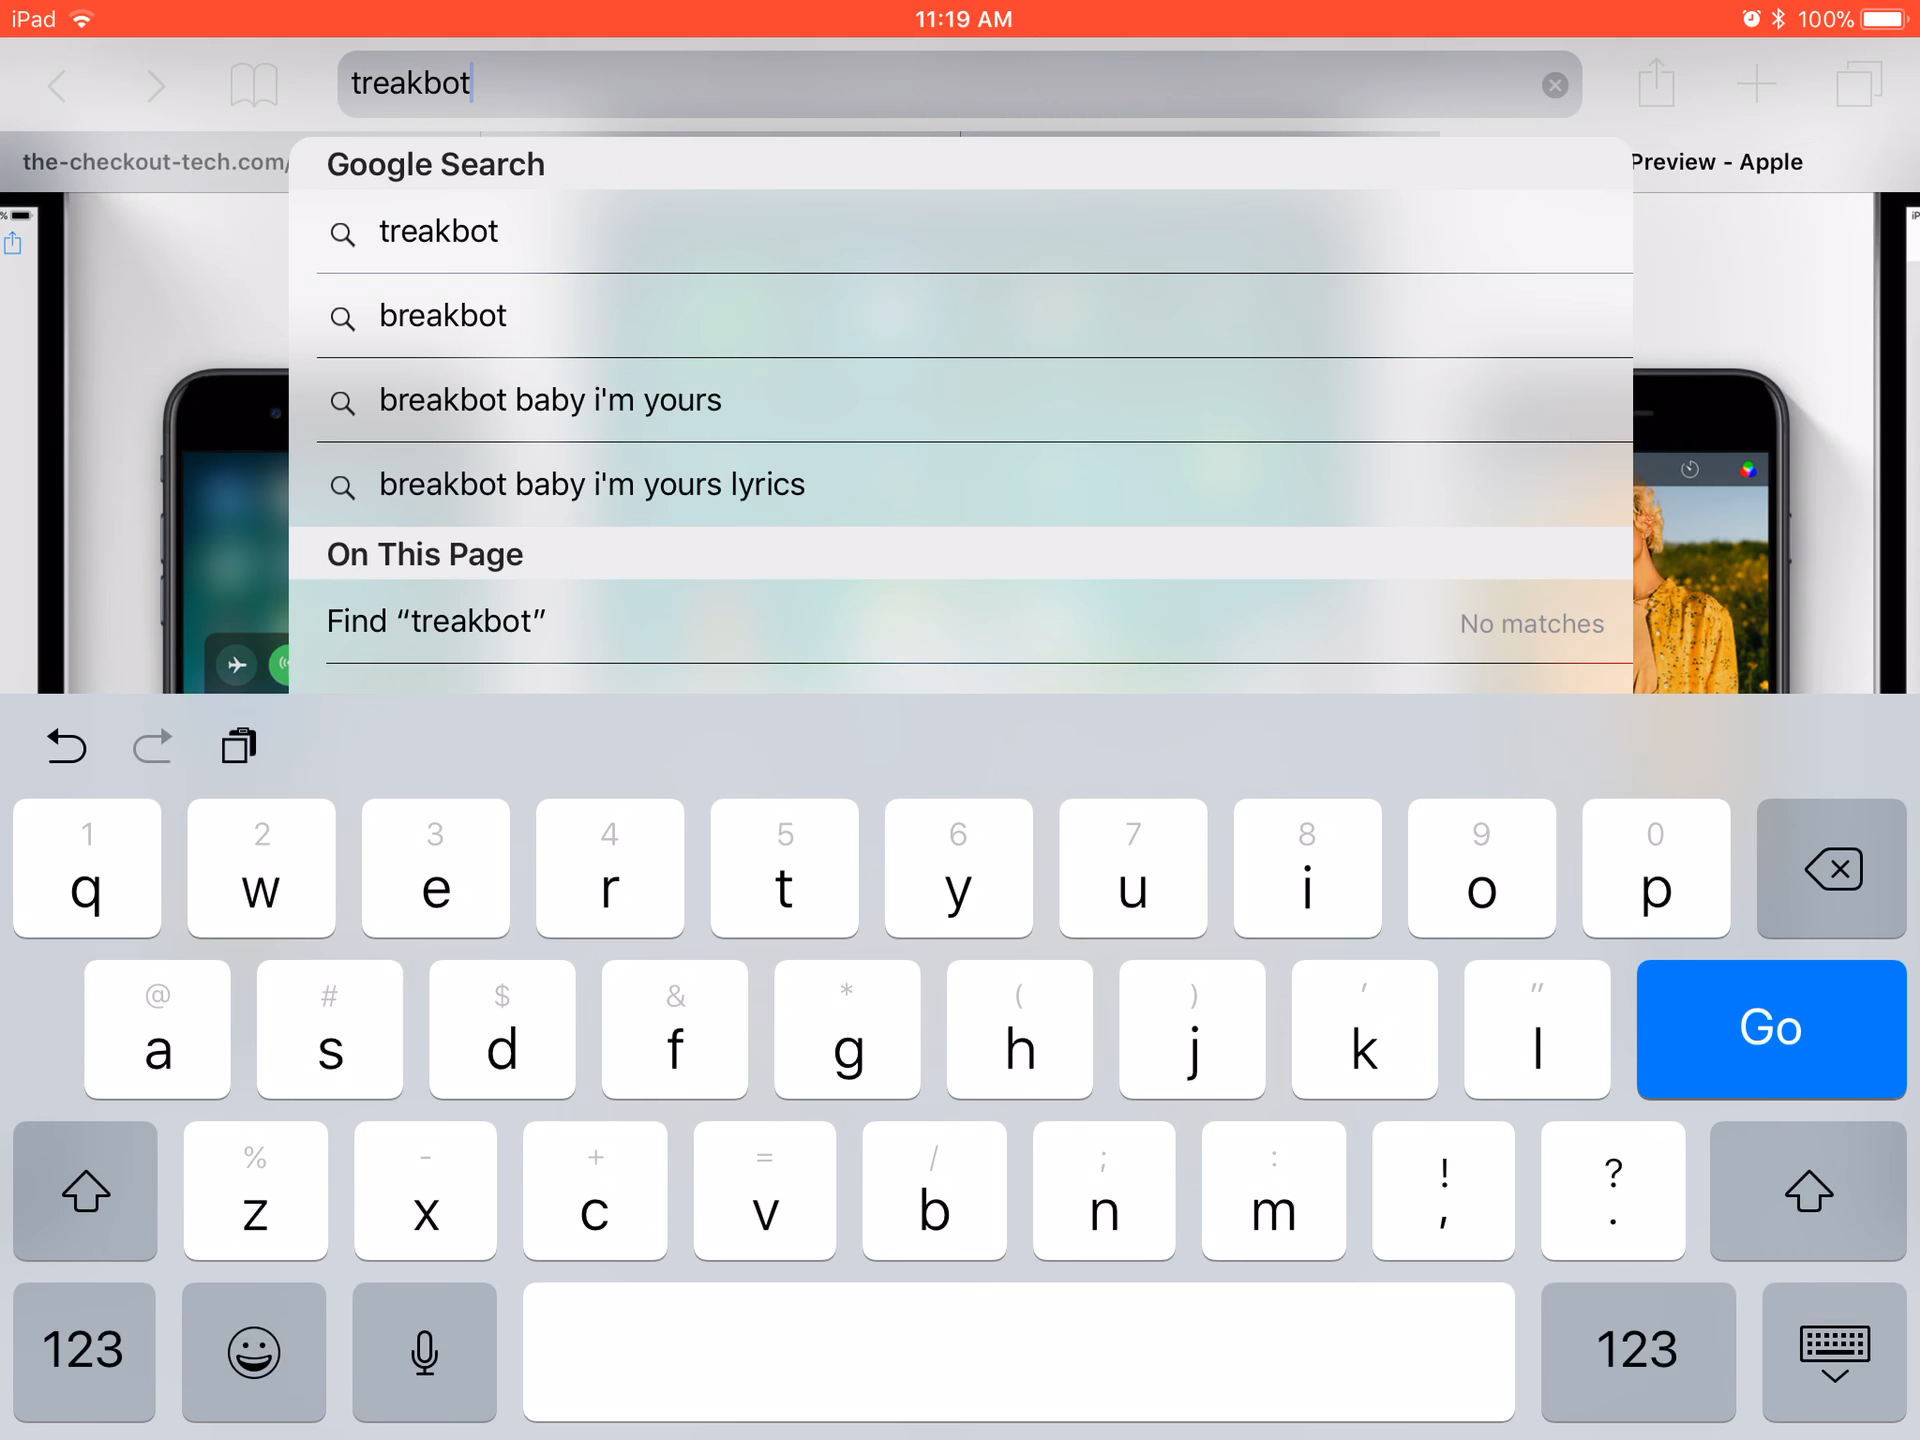 iPad 11:19 AM 100%
treakbot
the-checkout-tech.com/ Preview - Apple
Google Search
treakbot
breakbot
breakbot baby i'm yours
breakbot baby i'm yours lyrics
On This Page
Find “treakbot” No matches
1 2 3 4 5 6 7 8 9 0
q w e r t y u i o p
@ # $ & * ( ) ' "
a s d f g h j k l Go
% - + = / ; : ! ?
z x c v b n m , .
123 123